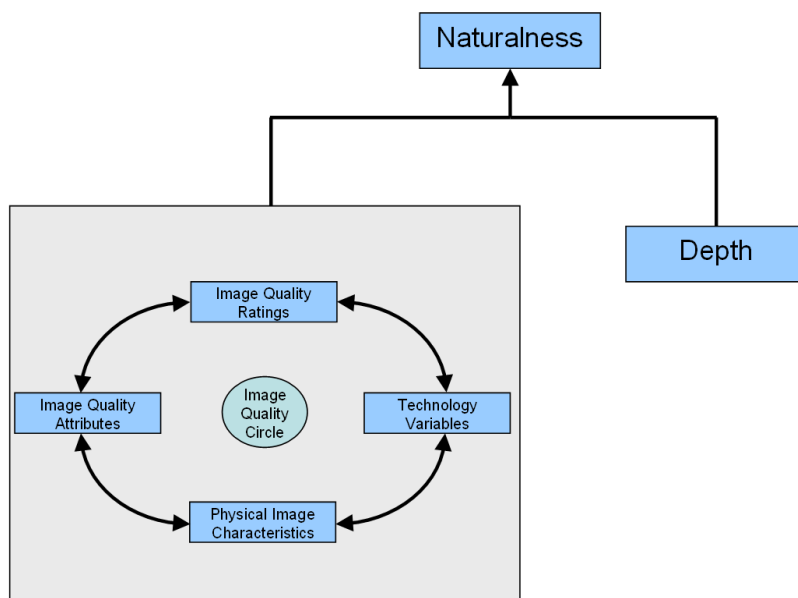 Naturalness
Depth
Image Quality
Ratings
Image Quality
Attributes
Image
Quality
Circle
Technology
Variables
Physical Image
Characteristics